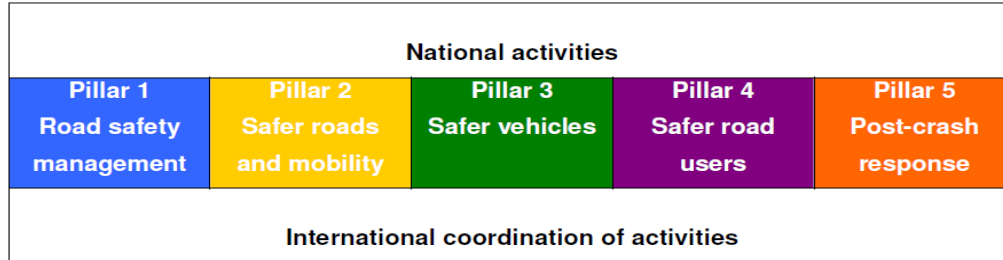 National activities
Pillar 1
Road safety
management
Pillar 2
Safer roads
and mobility
Pillar 3
Safer vehicles
Pillar 4
Safer road
users
Pillar 5
Post-crash
response
International coordination of activities